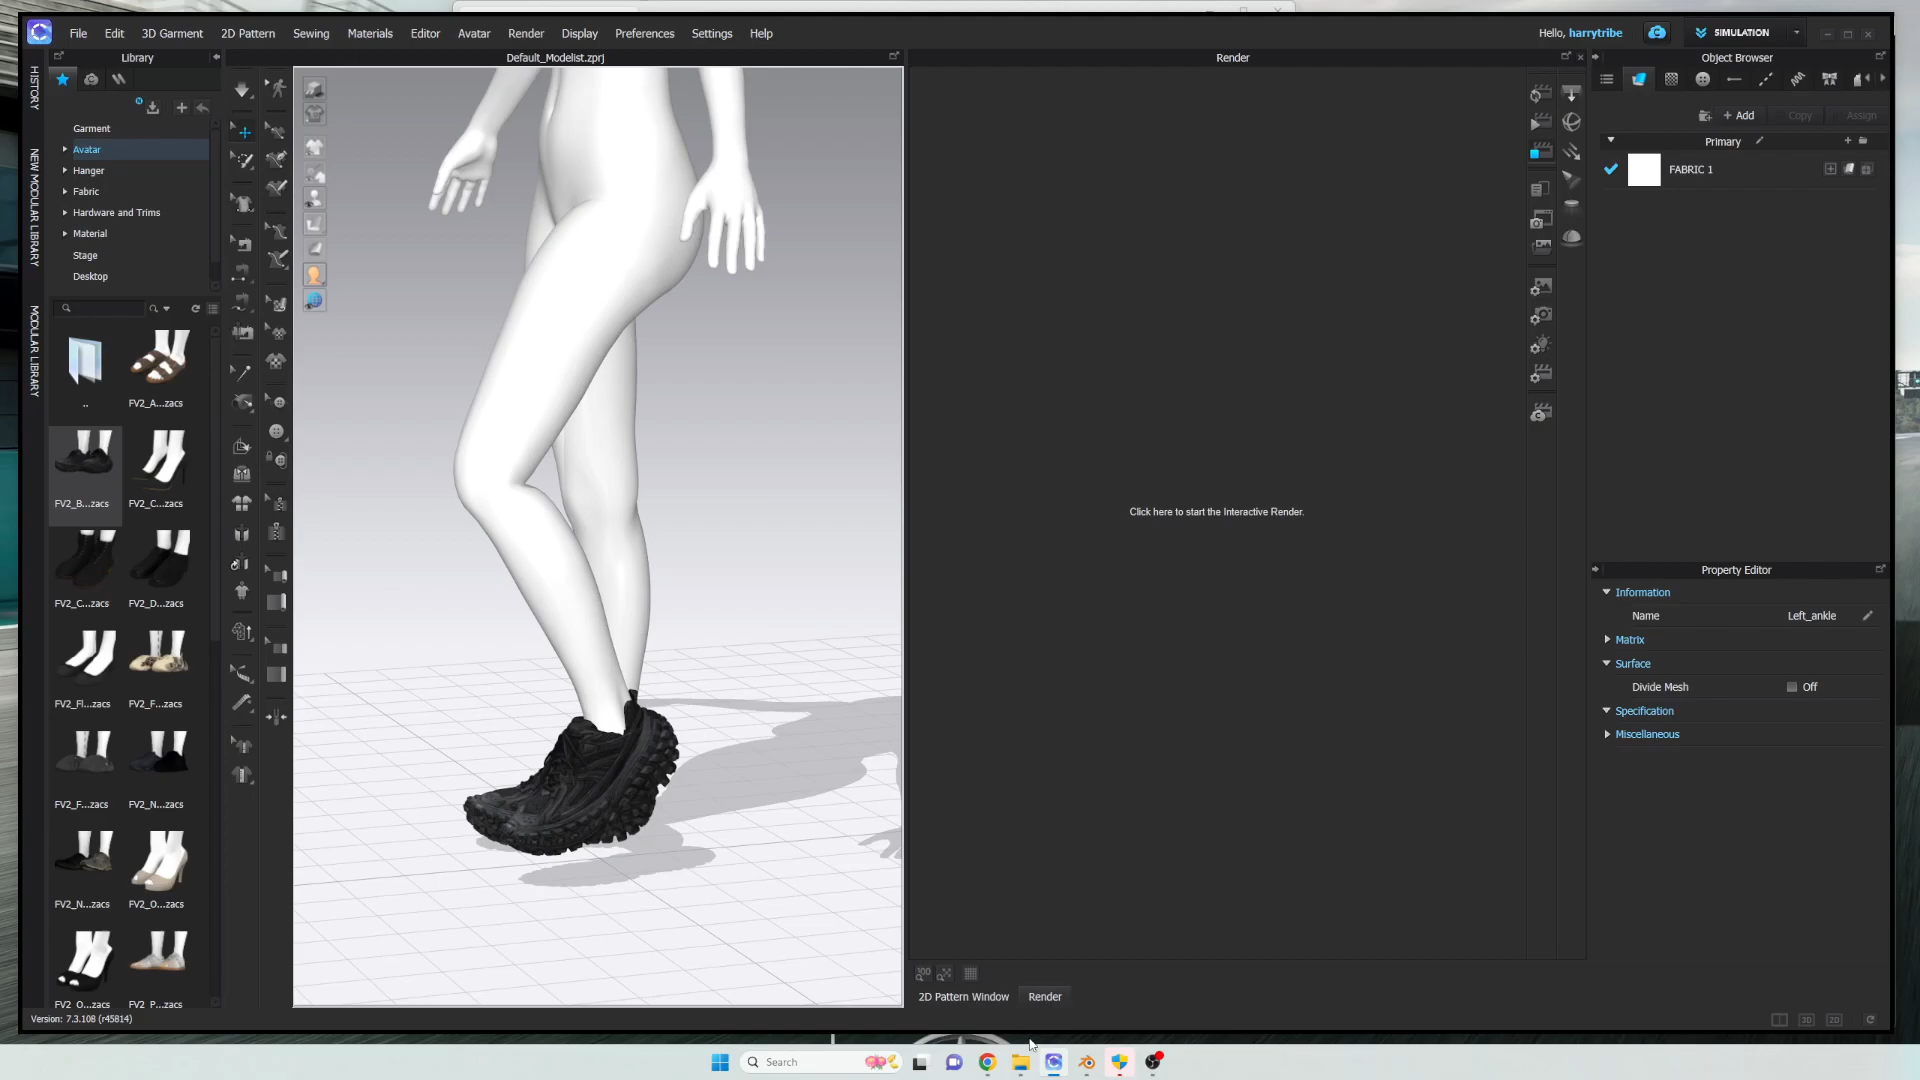 File Edit 3D Garment 2D Pattern Sewing Materials Editor Avatar Render Display Preferences Settings Help
Hello, harrytribe
SIMULATION
Library
Default_Modelist.zprj
Render
Object Browser
HISTORY
NEW MODULAR LIBRARY
MODULAR LIBRARY
Garment
Avatar
Hanger
Fabric
Hardware and Trims
Material
Stage
Desktop
..
FV2_A...zacs
FV2_B...zacs
FV2_C...zacs
FV2_C...zacs
FV2_D...zacs
FV2_Fl...zacs
FV2_F...zacs
FV2_F...zacs
FV2_N...zacs
FV2_N...zacs
FV2_O...zacs
FV2_O...zacs
FV2_P...zacs
Version: 7.3.108 (r45814)
Click here to start the Interactive Render.
100
2D Pattern Window
Render
+ Add
Copy
Assign
Primary
FABRIC 1
Property Editor
Information
Name Left_ankle
Matrix
Surface
Divide Mesh Off
Specification
Miscellaneous
3D
2D
Search